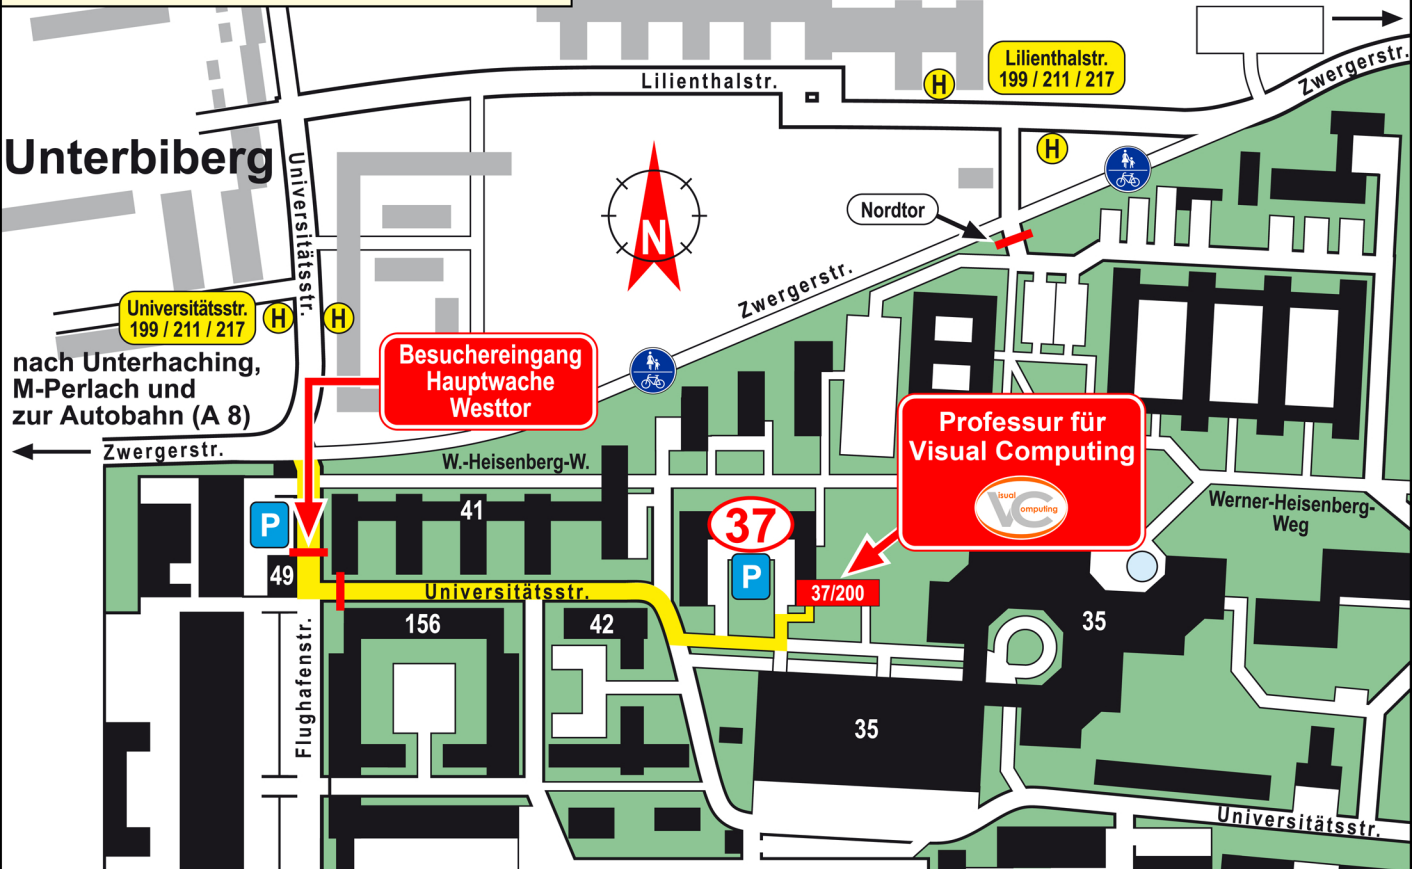 Lilienthalstr.
Lilienthalstr.
199 / 211 / 217
H
Zwergerstr.
H
Unterbiberg
Universitätsstr.
Nordtor
N
Zwergerstr.
Universitätsstr.
199 / 211 / 217
H
H
nach Unterhaching,
M-Perlach und
zur Autobahn (A 8)
Besuchereingang
Hauptwache
Westtor
Professur für
Visual Computing
Visual
Computing
Zwergerstr.
W.-Heisenberg-W.
Werner-Heisenberg-
Weg
P
41
37
P
49
Universitätsstr.
37/200
156
42
35
Flughafenstr.
35
Universitätsstr.